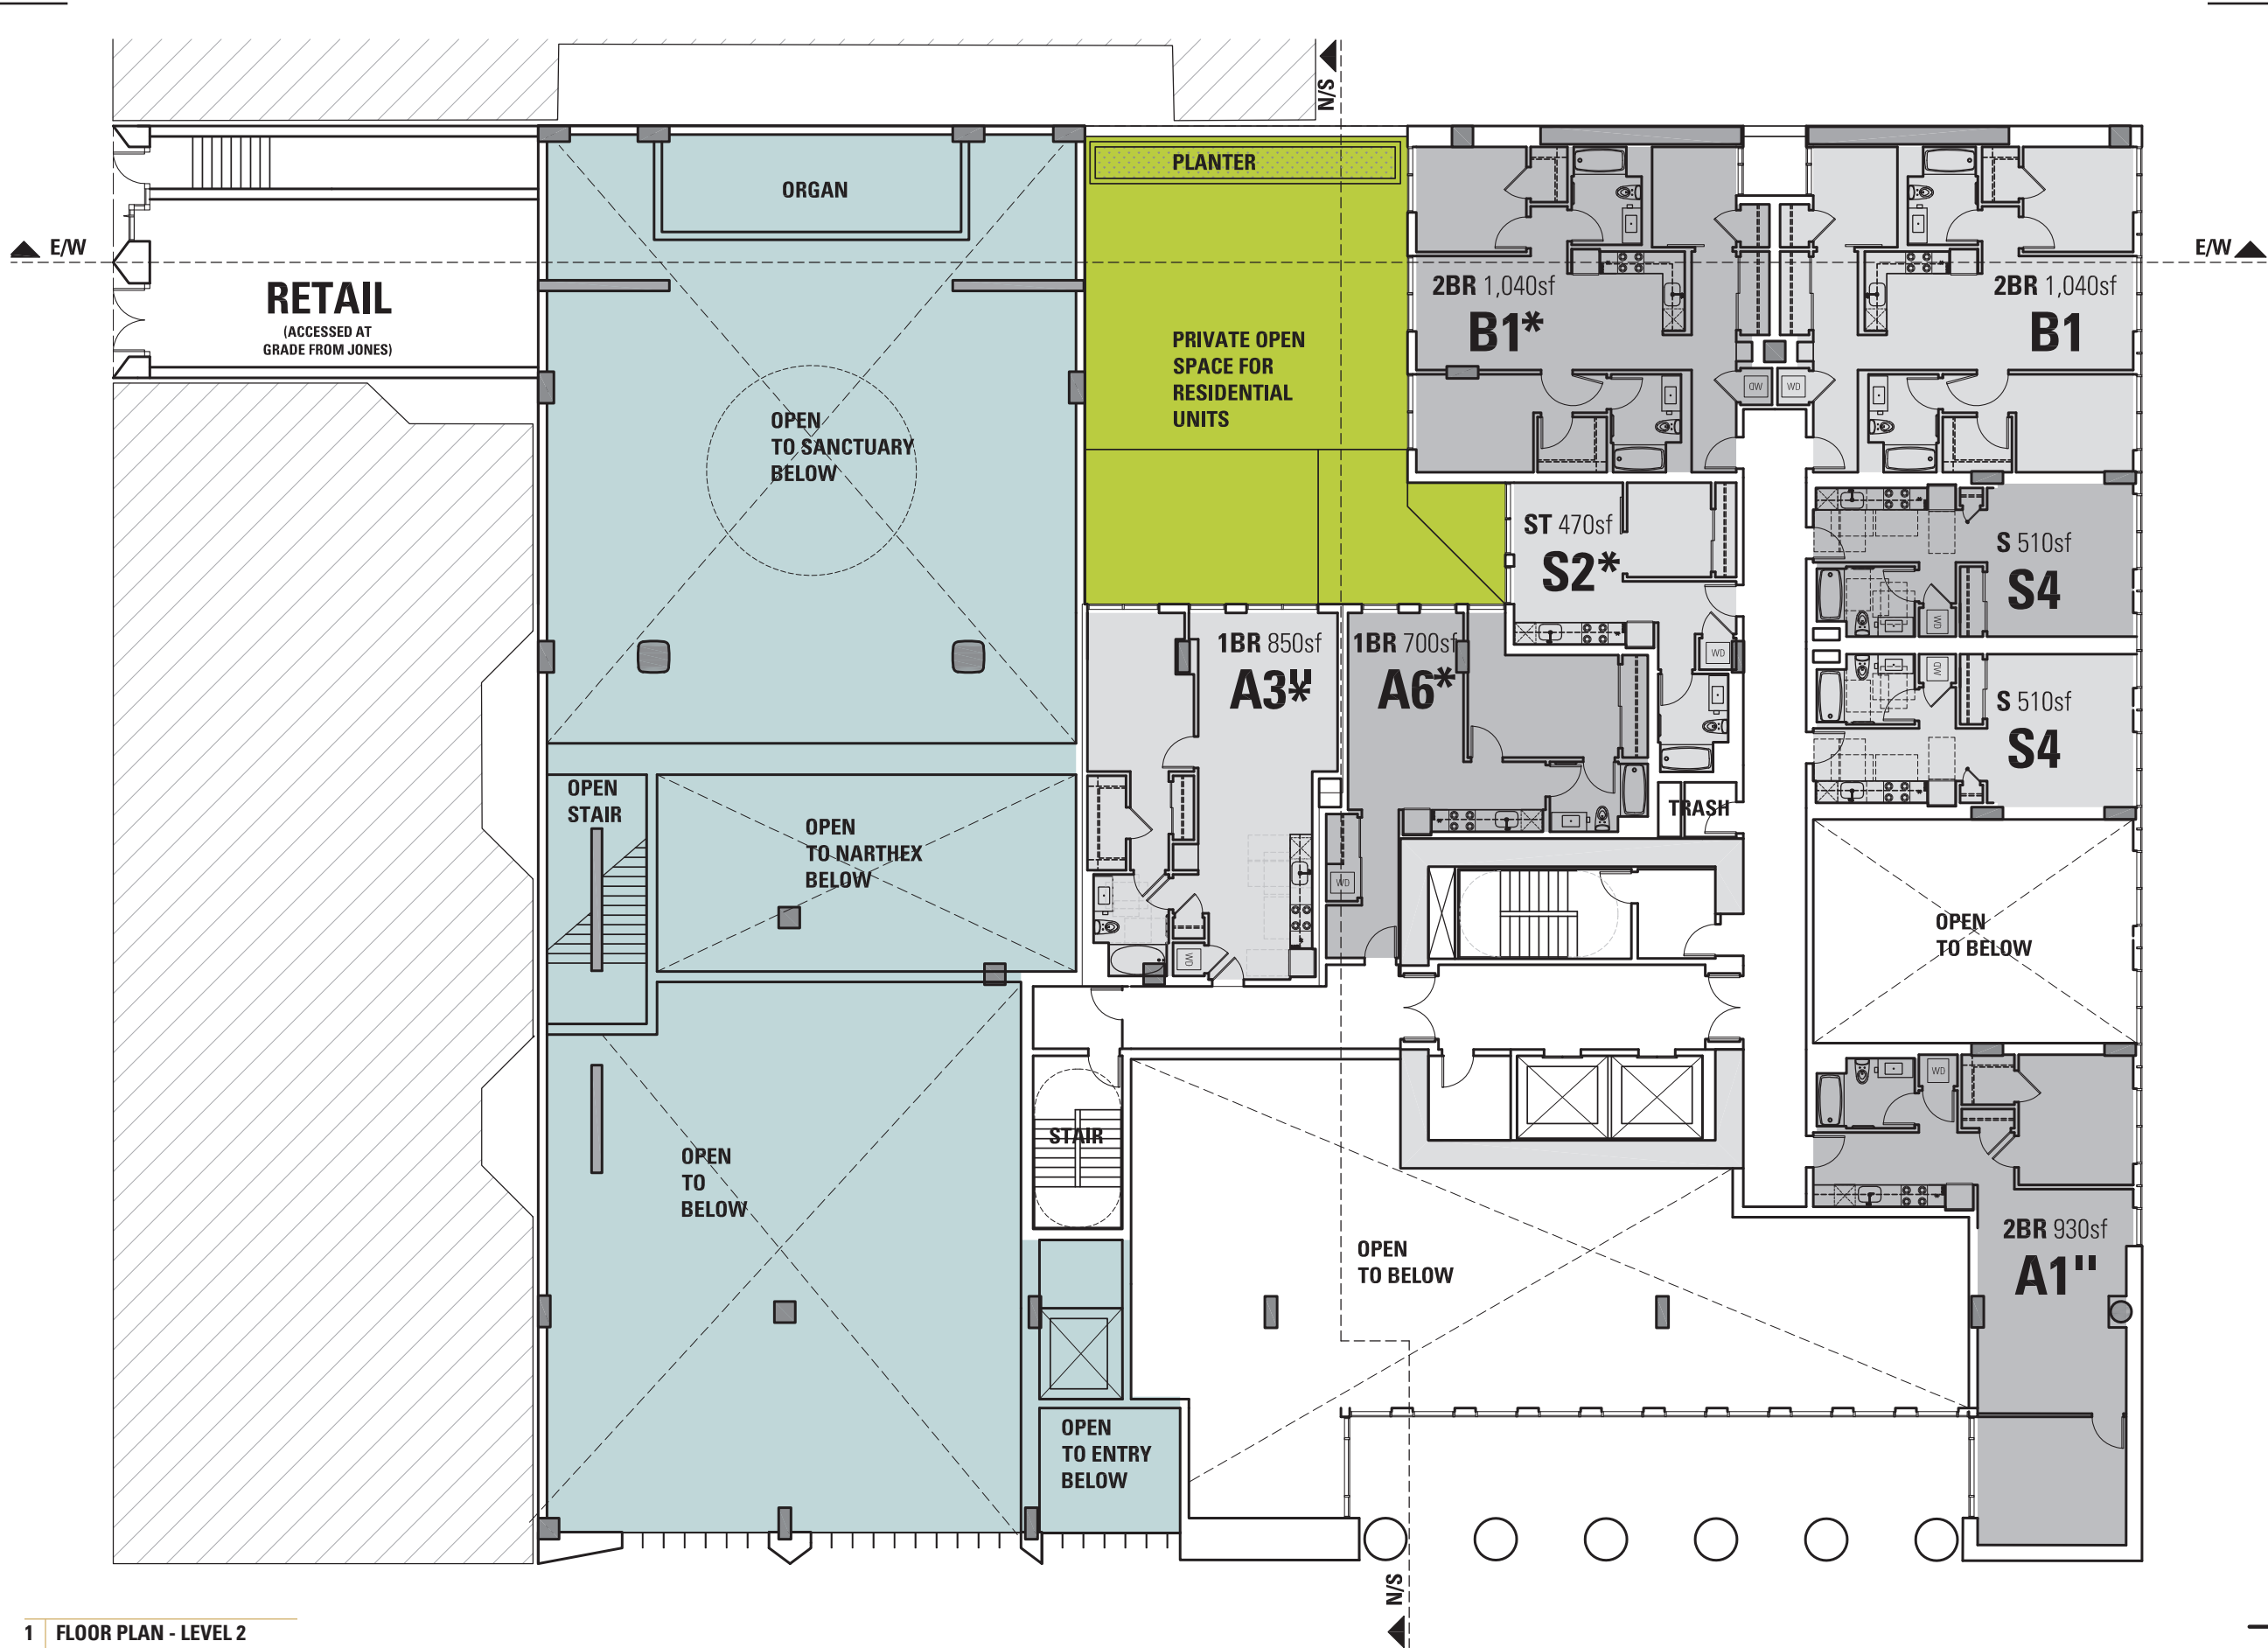 N/S
PLANTER
ORGAN
E/W
E/W
RETAIL
(ACCESSED AT
GRADE FROM JONES)
2BR 1,040sf
B1*
2BR 1,040sf
B1
PRIVATE OPEN
SPACE FOR
RESIDENTIAL
UNITS
WD
WD
OPEN
TO SANCTUARY
BELOW
ST 470sf
S2*
S 510sf
S4
WD
1BR 850sf
A3"*
1BR 700sf
A6*
WD
WD
S 510sf
S4
OPEN
STAIR
TRASH
OPEN
TO NARTHEX
BELOW
WD
WD
OPEN
TO BELOW
WD
STAIR
OPEN
TO
BELOW
2BR 930sf
A1"
OPEN
TO BELOW
OPEN
TO ENTRY
BELOW
N/S
1 FLOOR PLAN - LEVEL 2